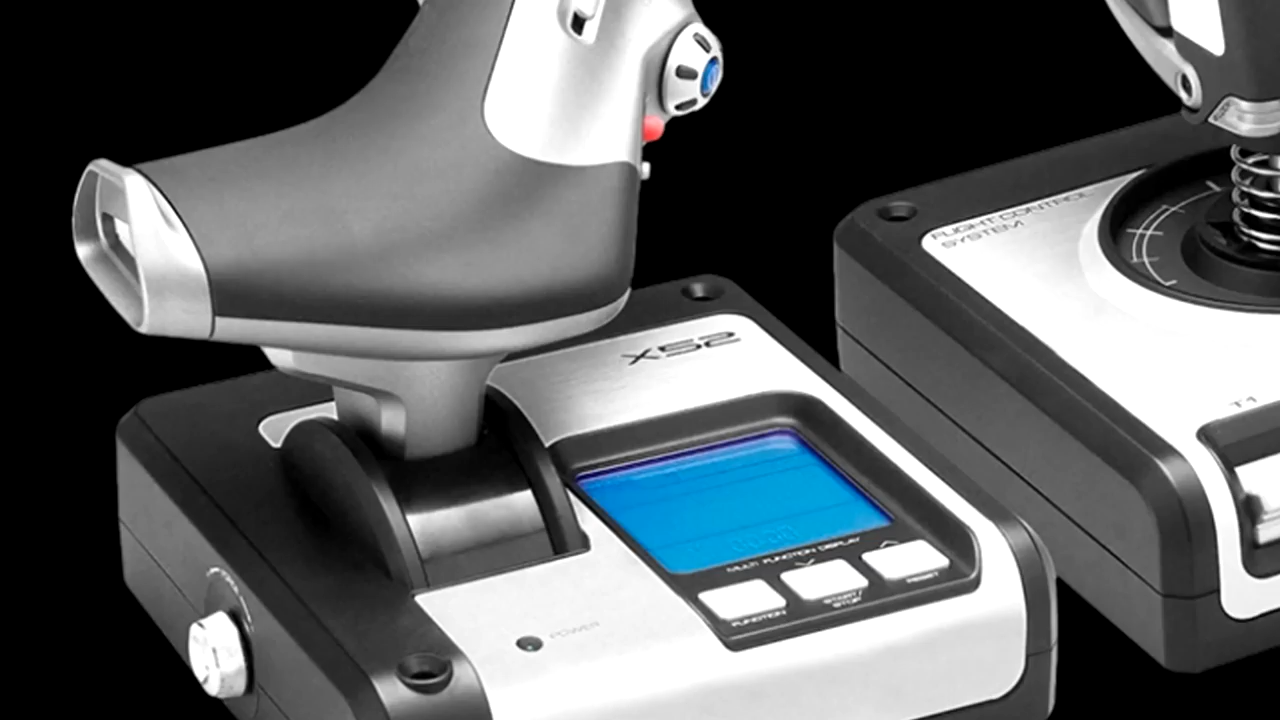 FLIGHT CONTROL
SYSTEM
X52
T1
MULTI FUNCTION DISPLAY
FUNCTION
START/
STOP
RESET
POWER